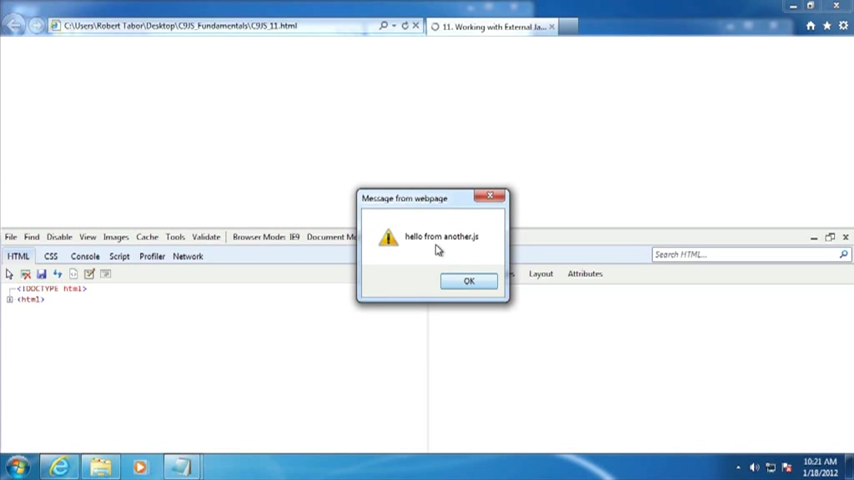 C:\Users\Robert Tabor\Desktop\C9JS_Fundamentals\C9JS_11.html
11. Working with External Ja...
Message from webpage
hello from another.js
OK
File Find Disable View Images Cache Tools Validate Browser Mode: IE9 Document M
HTML CSS Console Script Profiler Network
Search HTML...
Layout Attributes
<!DOCTYPE html>
<html>
10:21 AM
1/18/2012